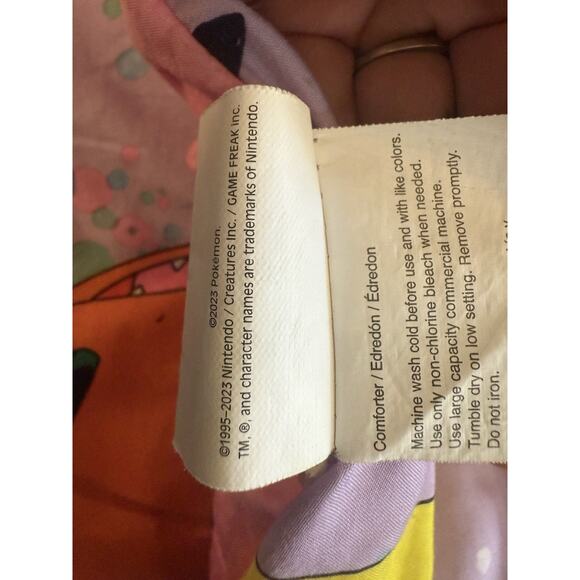 ©2023 Pokémon.
©1995-2023 Nintendo / Creatures Inc. / GAME FREAK inc.
TM, ®, and character names are trademarks of Nintendo.
Comforter / Edredón / Édredon
Machine wash cold before use and with like colors.
Use only non-chlorine bleach when needed.
Use large capacity commercial machine.
Tumble dry on low setting. Remove promptly.
Do not iron.